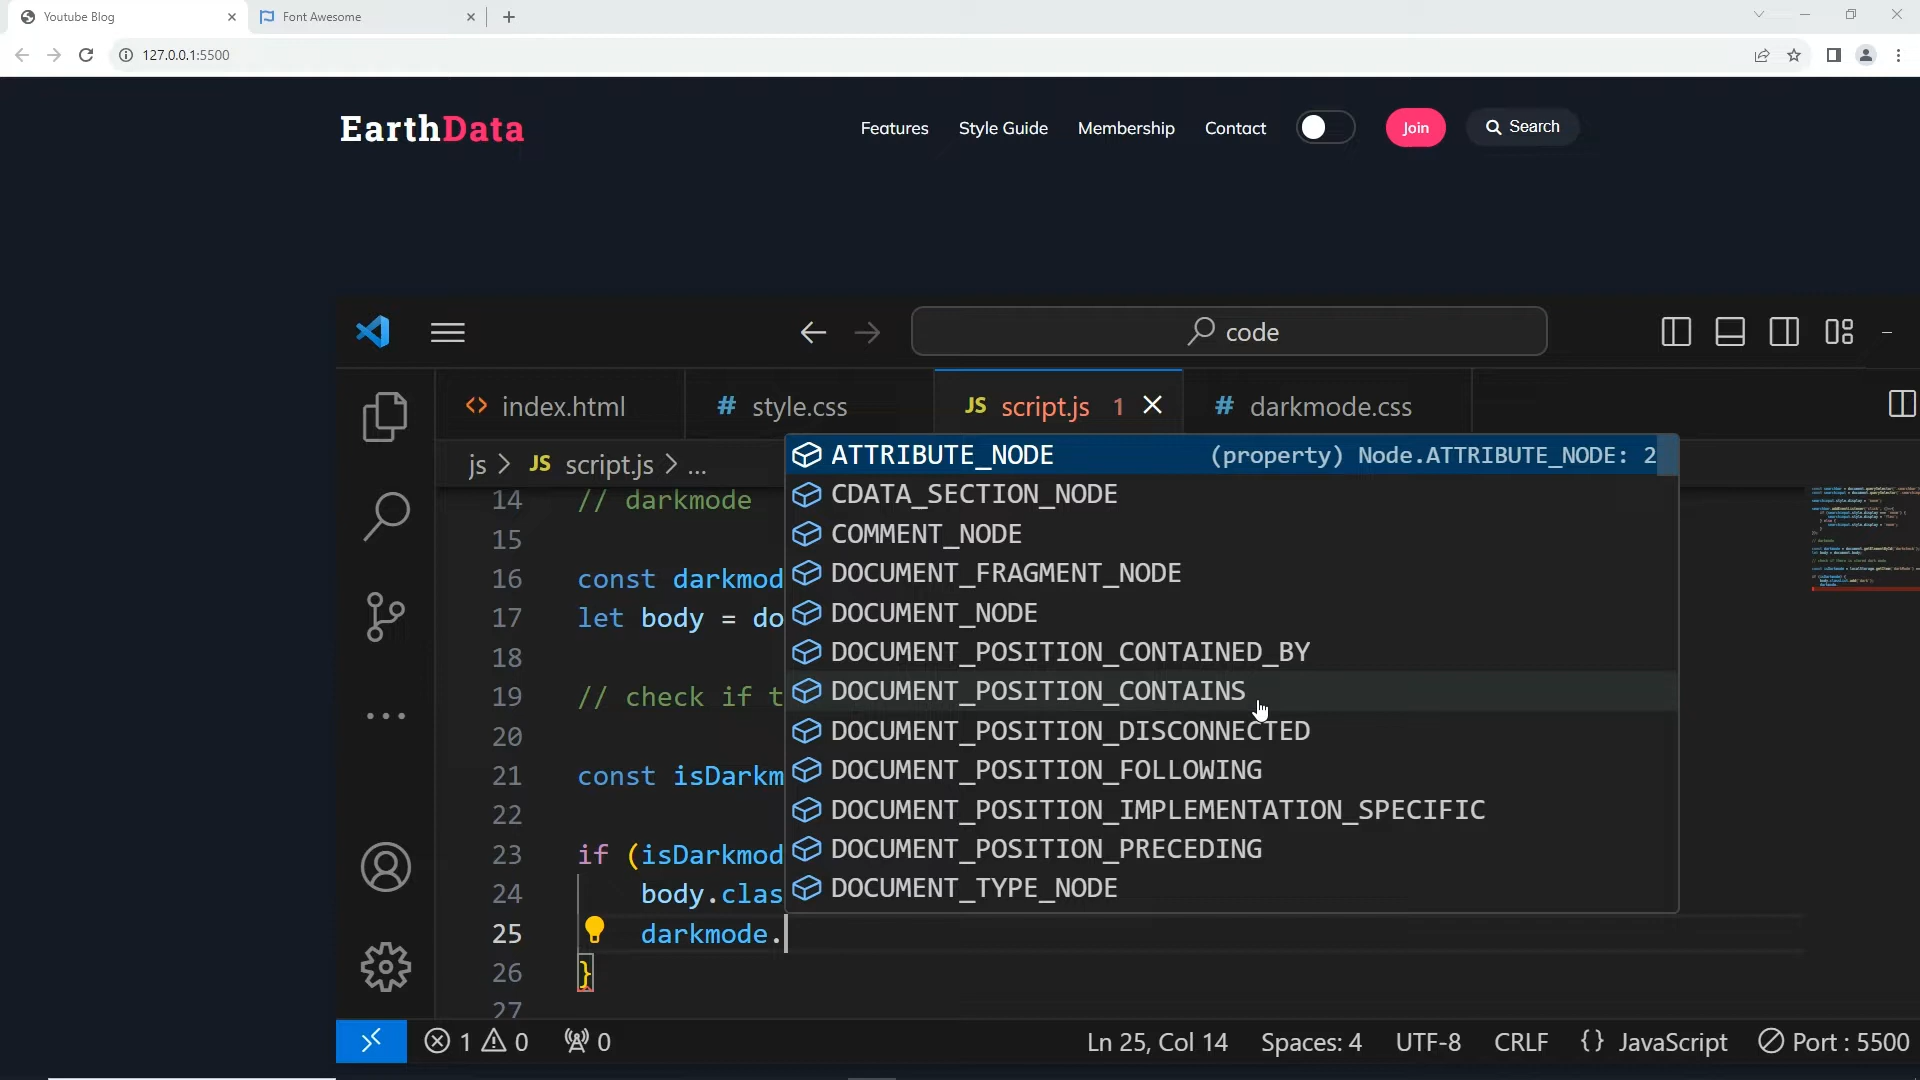 Youtube Blog
Font Awesome
127.0.0.1:5500
EarthData
Features
Style Guide
Membership
Contact
Join
Search
code
index.html
# style.css
JS script.js 1
# darkmode.css
js > JS script.js > ...
ATTRIBUTE_NODE (property) Node.ATTRIBUTE_NODE: 2
CDATA_SECTION_NODE
COMMENT_NODE
DOCUMENT_FRAGMENT_NODE
DOCUMENT_NODE
DOCUMENT_POSITION_CONTAINED_BY
DOCUMENT_POSITION_CONTAINS
DOCUMENT_POSITION_DISCONNECTED
DOCUMENT_POSITION_FOLLOWING
DOCUMENT_POSITION_IMPLEMENTATION_SPECIFIC
DOCUMENT_POSITION_PRECEDING
DOCUMENT_TYPE_NODE
14 // darkmode
15
16 const darkmod
17 let body = do
18
19 // check if t
20
21 const isDarkm
22
23 if (isDarkmod
24 body.clas
25 darkmode.
26 }
27
1 0
0
Ln 25, Col 14
Spaces: 4
UTF-8
CRLF
{} JavaScript
Port : 5500